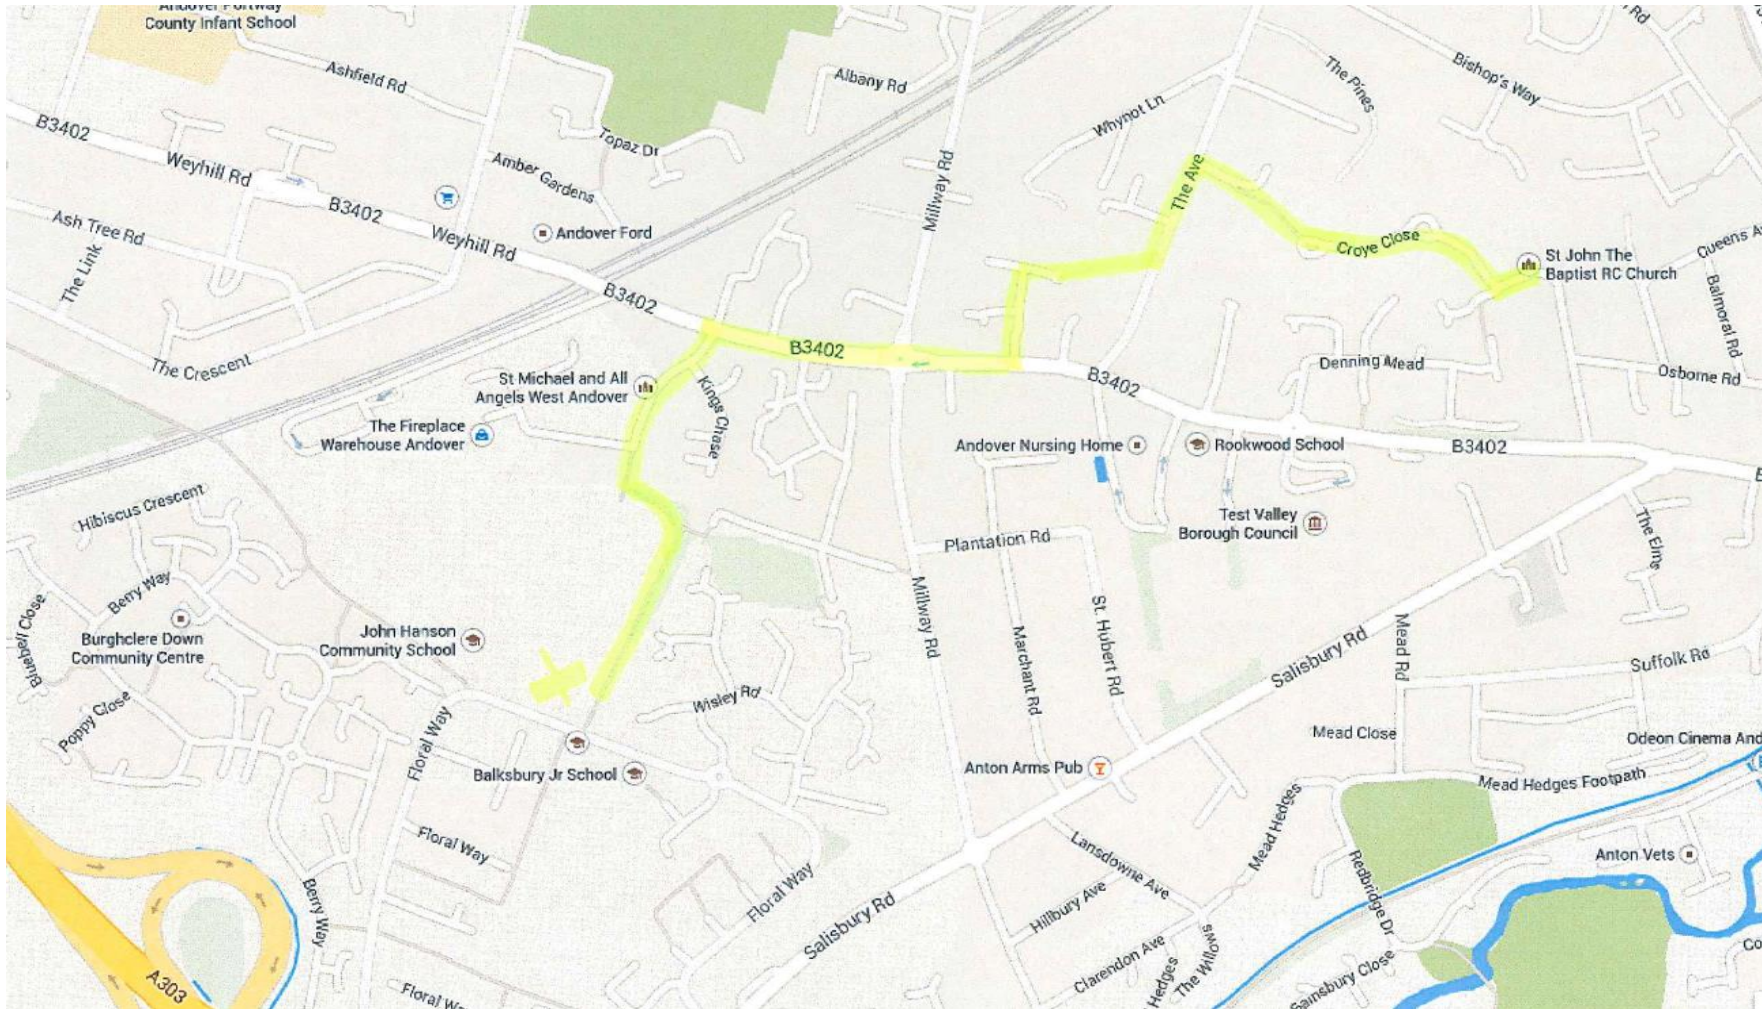 Andover Portway
County Infant School
Ashfield Rd
Albany Rd
The Pines
Bishop's Way
Rd
B3402
Weyhill Rd
Topaz Dr
Amber Gardens
Whynot Ln
Millway Rd
The Ave
B3402
Ash Tree Rd
The Link
Weyhill Rd
Andover Ford
Croye Close
St John The
Baptist RC Church
Balmoral Rd
B3402
The Crescent
B3402
St Michael and All
Angels West Andover
Kings Chase
Denning Mead
Osborne Rd
B3402
The Fireplace
Warehouse Andover
Andover Nursing Home
Rookwood School
B3402
Hibiscus Crescent
Plantation Rd
Test Valley
Borough Council
The Elms
Berry Way
Bluebell Close
Burghclere Down
Community Centre
John Hanson
Community School
Millway Rd
Marchant Rd
St. Hubert Rd
Salisbury Rd
Mead Rd
Suffolk Rd
Poppy Close
Floral Way
Wisley Rd
Mead Close
Balksbury Jr School
Anton Arms Pub
Mead Hedges Footpath
Mead Hedges
Floral Way
Lansdowne Ave
Redbridge Dr
Anton Vets
Berry Way
Floral Way
Salisbury Rd
Hillbury Ave
Clarendon Ave
Hedges
The Willows
Sainsbury Close
A303